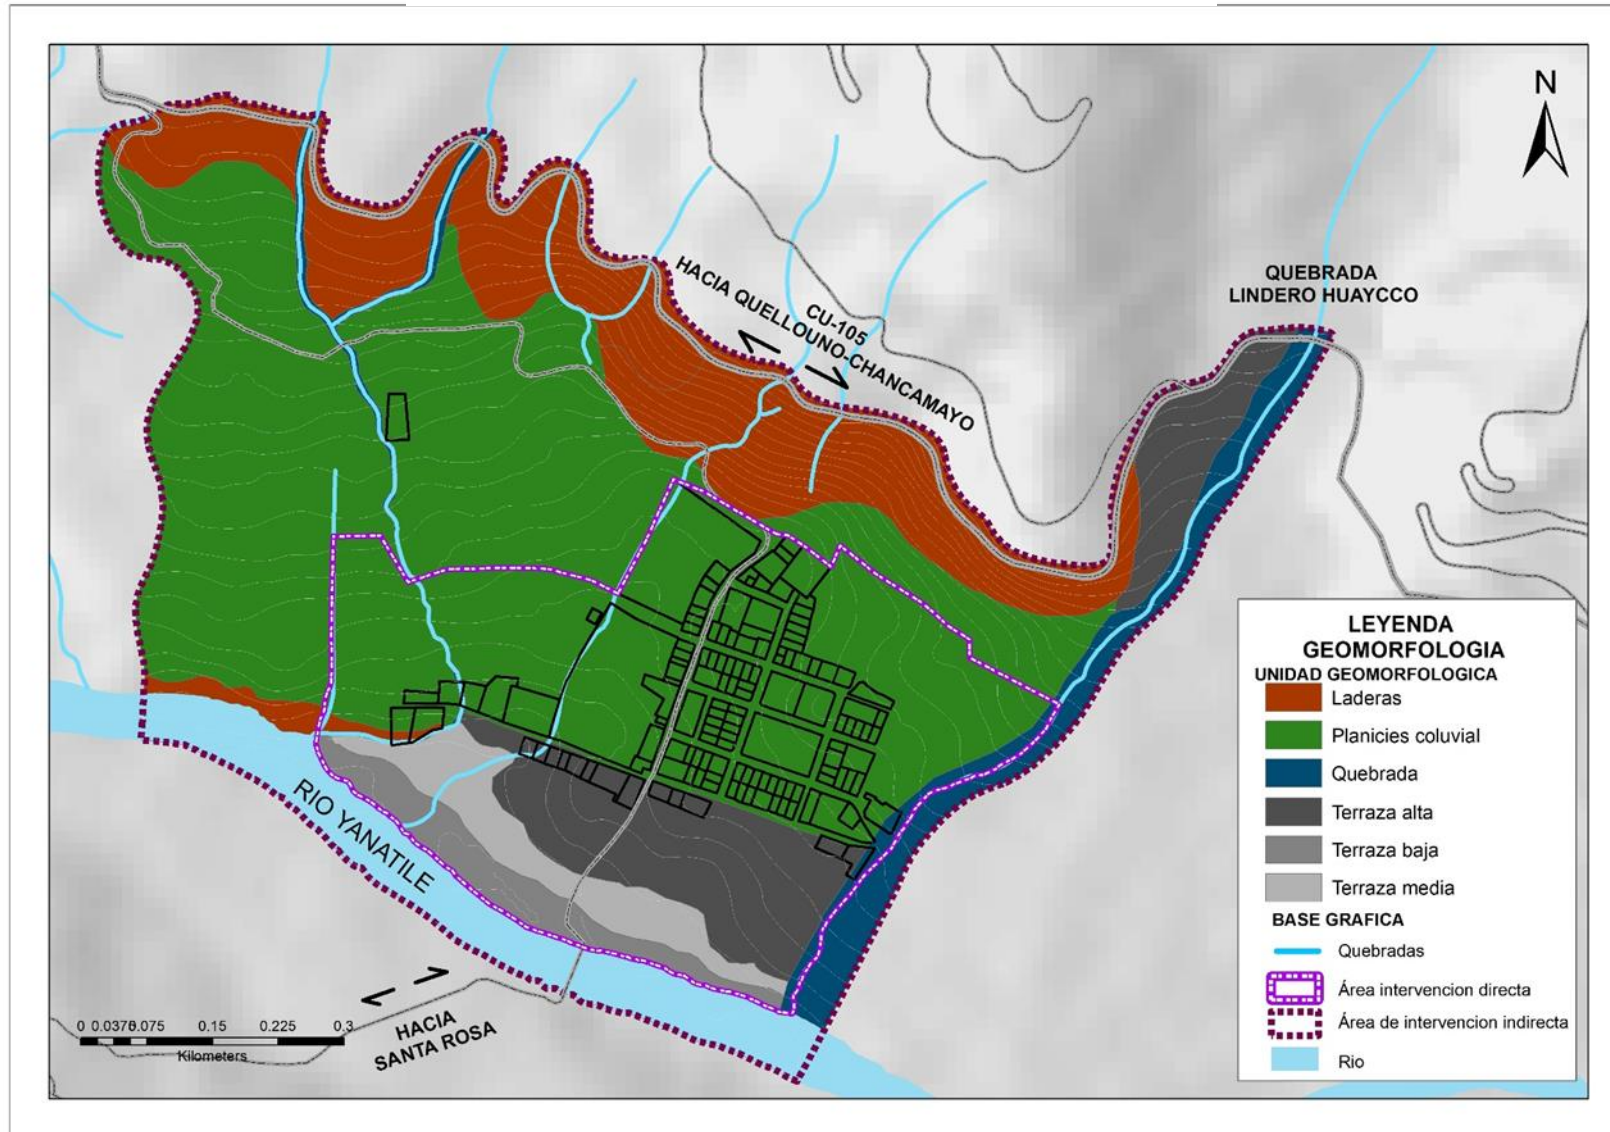 N
QUEBRADA
LINDERO HUAYCCO
CU-105
HACIA QUELLOUNO-CHANCAMAYO
RIO YANATILE
HACIA
SANTA ROSA
0 0.03750.075 0.15 0.225 0.3
Kilometers
LEYENDA
GEOMORFOLOGIA
UNIDAD GEOMORFOLOGICA
Laderas
Planicies coluvial
Quebrada
Terraza alta
Terraza baja
Terraza media
BASE GRAFICA
Quebradas
Área intervencion directa
Área de intervencion indirecta
Rio